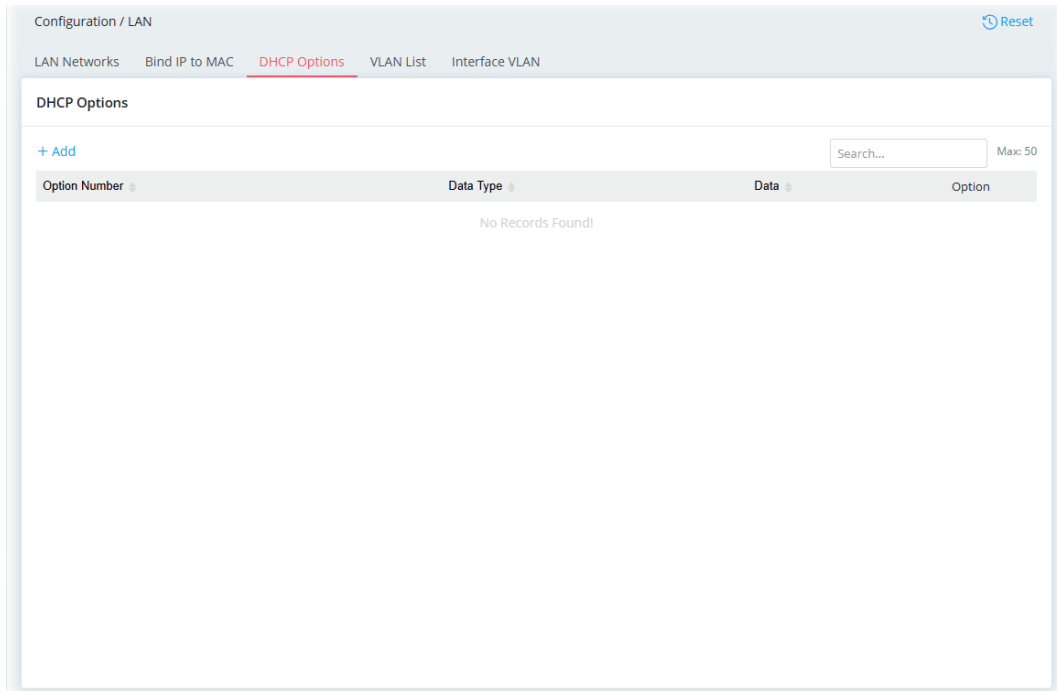 Configuration / LAN
Reset
LAN Networks Bind IP to MAC DHCP Options VLAN List Interface VLAN
DHCP Options
+ Add
Search...
Max: 50
Option Number Data Type Data Option
No Records Found!